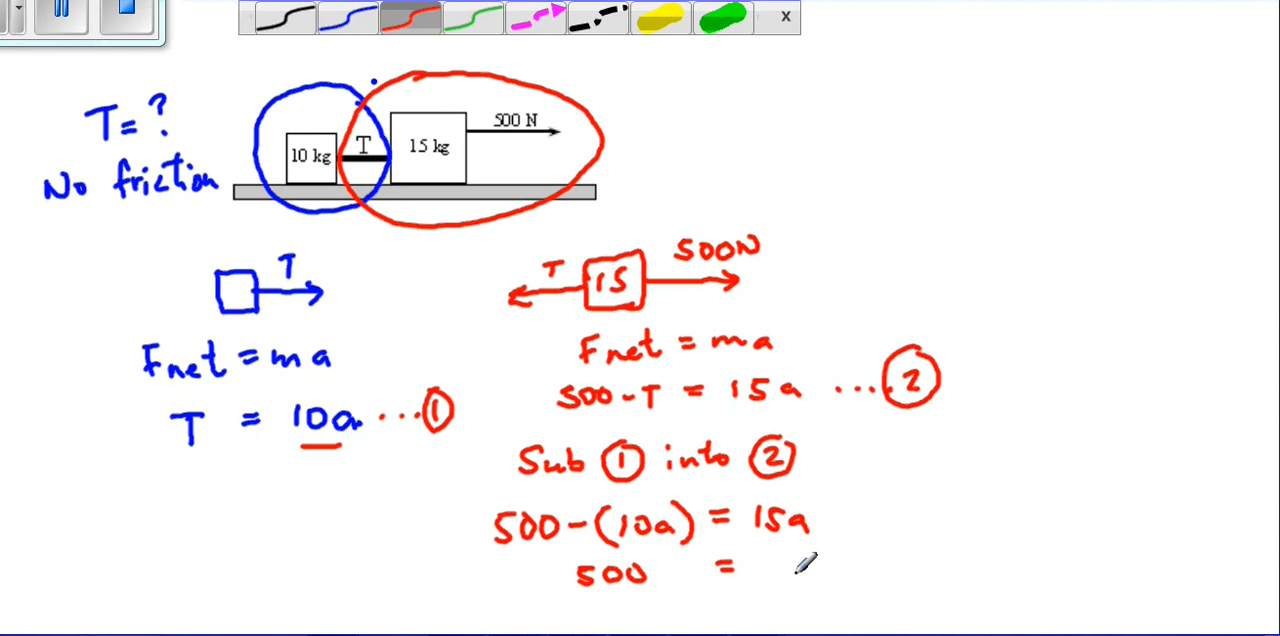 x
T = ?
No friction
10 kg
T
15 kg
500 N
T
Fnet = ma
T = 10a ... ①
T
15
500N
Fnet = ma
500 - T = 15a ... ②
Sub ① into ②
500 - (10a) = 15a
500 =